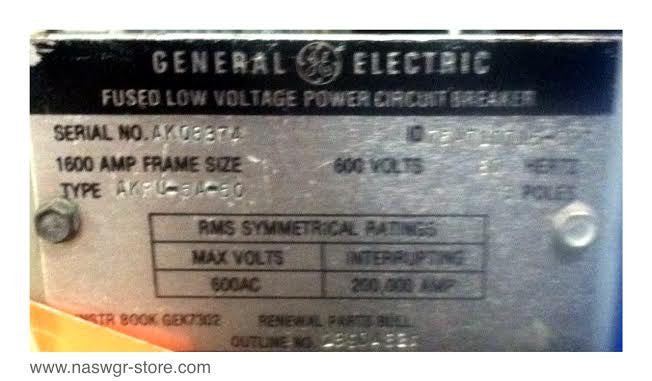 GENERAL GE ELECTRIC
FUSED LOW VOLTAGE POWER CIRCUIT BREAKER
SERIAL NO. ID
1600 AMP FRAME SIZE 600 VOLTS HERTZ
TYPE POLES
RMS SYMMETRICAL RATINGS
MAX VOLTS INTERRUPTING
600AC 200,000 AMP
INSTR BOOK GEK7302 RENEWAL PARTS BULL.
OUTLINE NO.
www.naswgr-store.com